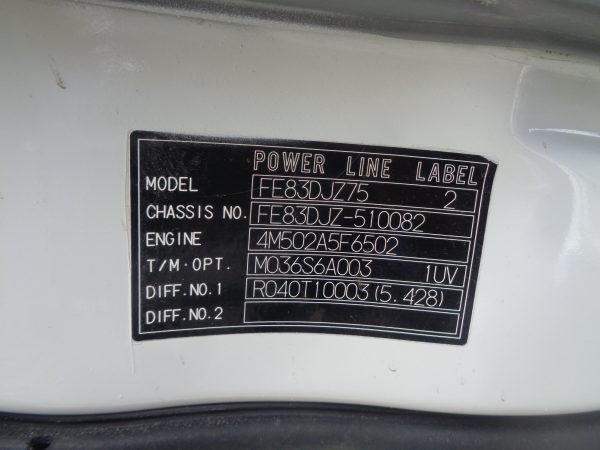 POWER LINE LABEL
MODEL FE83DJZ75 2
CHASSIS NO. FE83DJZ-510082
ENGINE 4M502A5F6502
T/M·OPT. M036S6A003 1UV
DIFF.NO.1 R040T10003(5.428)
DIFF.NO.2